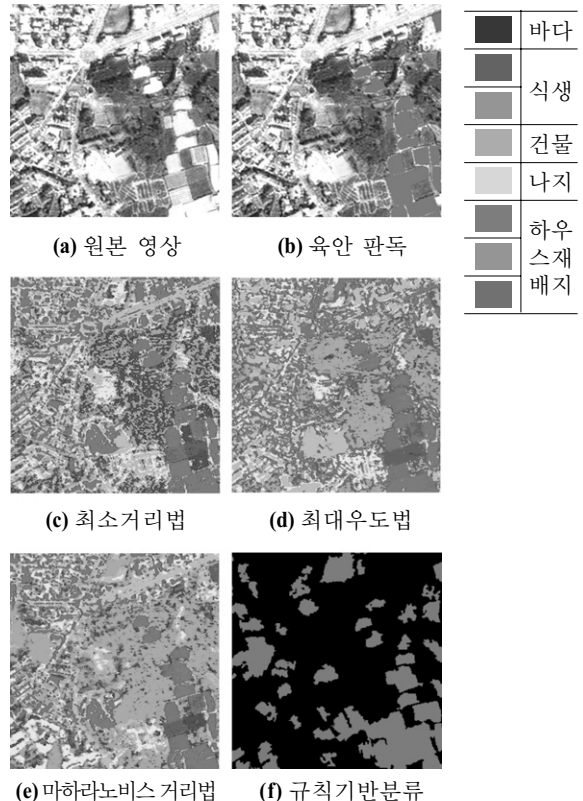 바다
식생
건물
나지
하우
스재
배지
(a) 원본 영상
(b) 육안 판독
(c) 최소거리법
(d) 최대우도법
(e) 마하라노비스 거리법
(f) 규칙기반분류